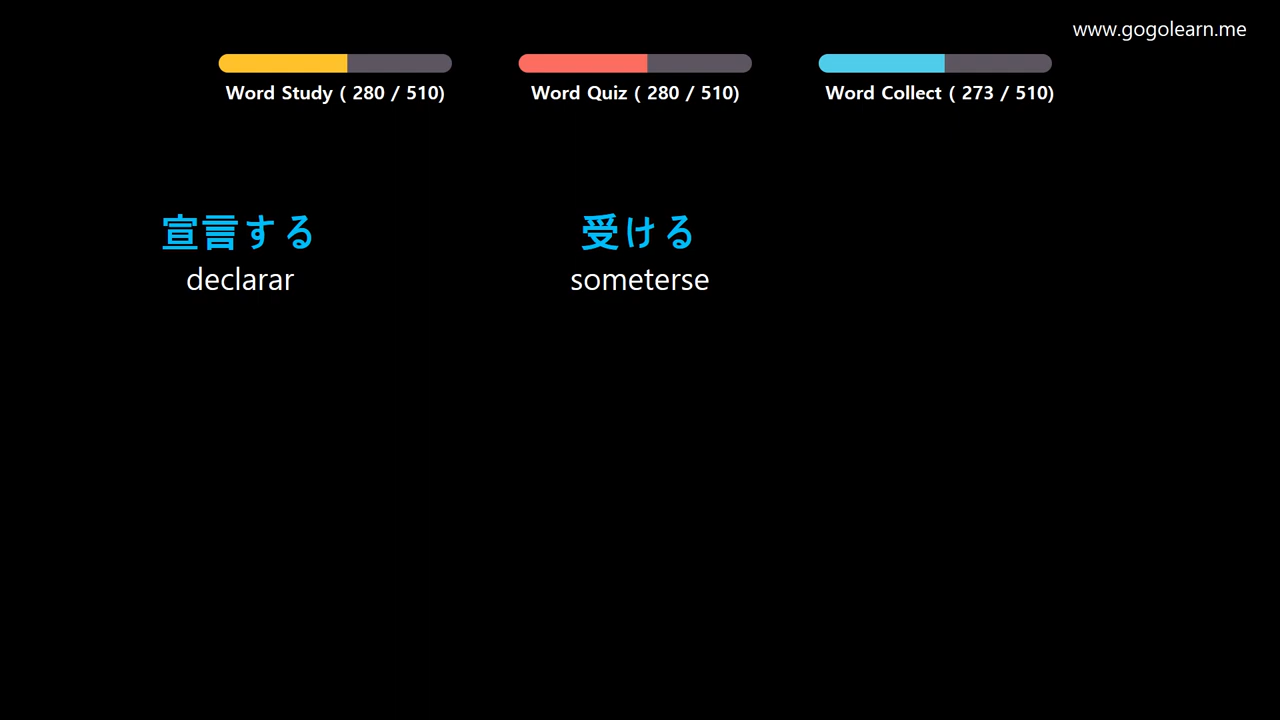 www.gogolearn.me
Word Study ( 280 / 510)
Word Quiz ( 280 / 510)
Word Collect ( 273 / 510)
宣言する
declarar
受ける
someterse